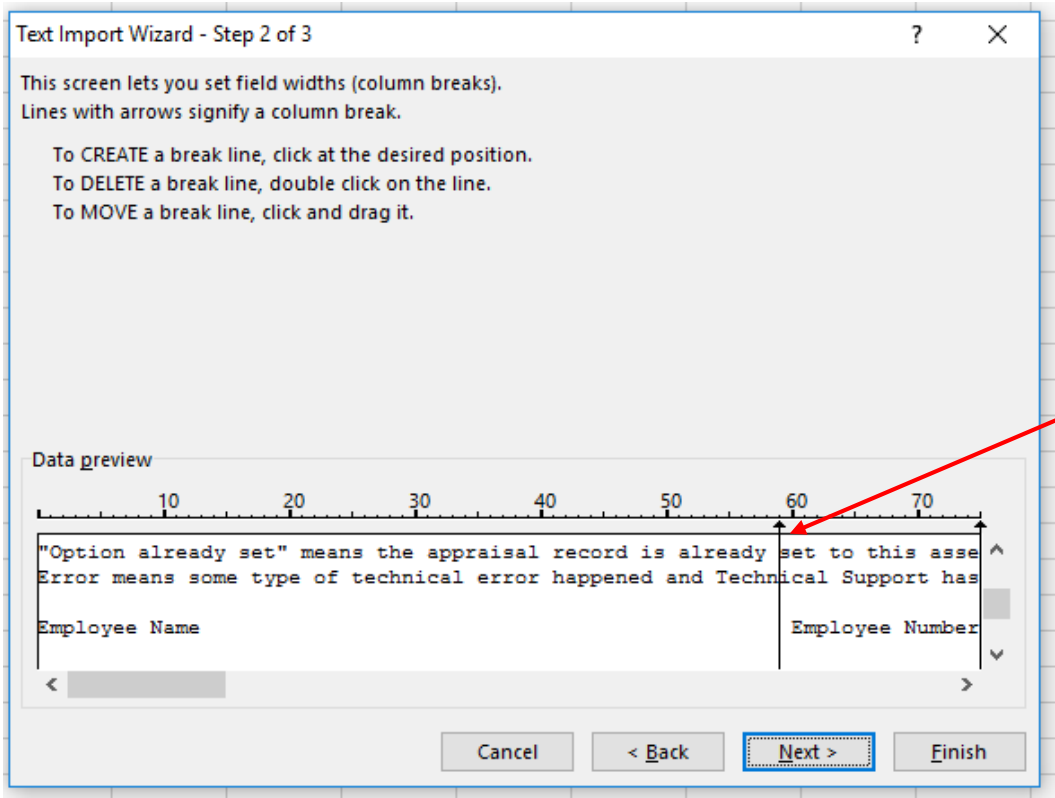 Text Import Wizard - Step 2 of 3
This screen lets you set field widths (column breaks).
Lines with arrows signify a column break.
To CREATE a break line, click at the desired position.
To DELETE a break line, double click on the line.
To MOVE a break line, click and drag it.
Data preview
10 20 30 40 50 60 70
"Option already set" means the appraisal record is already set to this asse
Error means some type of technical error happened and Technical Support has
Employee Name Employee Number
Cancel < Back Next > Finish